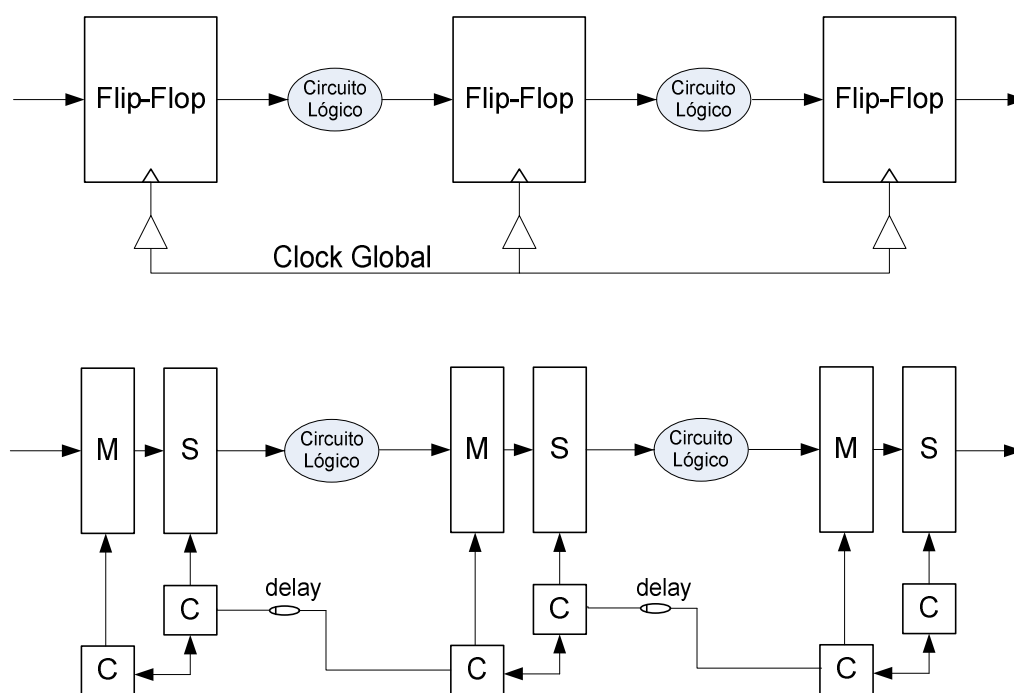 Flip-Flop
Circuito
Lógico
Flip-Flop
Circuito
Lógico
Flip-Flop
Clock Global
M
S
Circuito
Lógico
M
S
Circuito
Lógico
M
S
C
delay
C
delay
C
C
C
C